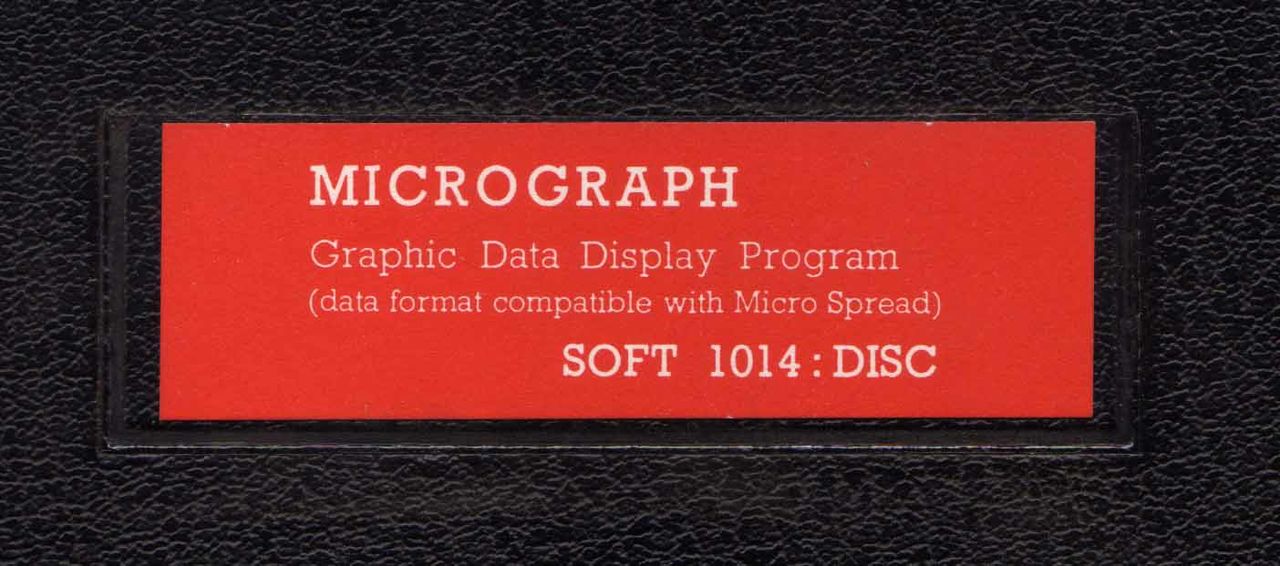 MICROGRAPH
Graphic Data Display Program
(data format compatible with Micro Spread)
SOFT 1014:DISC